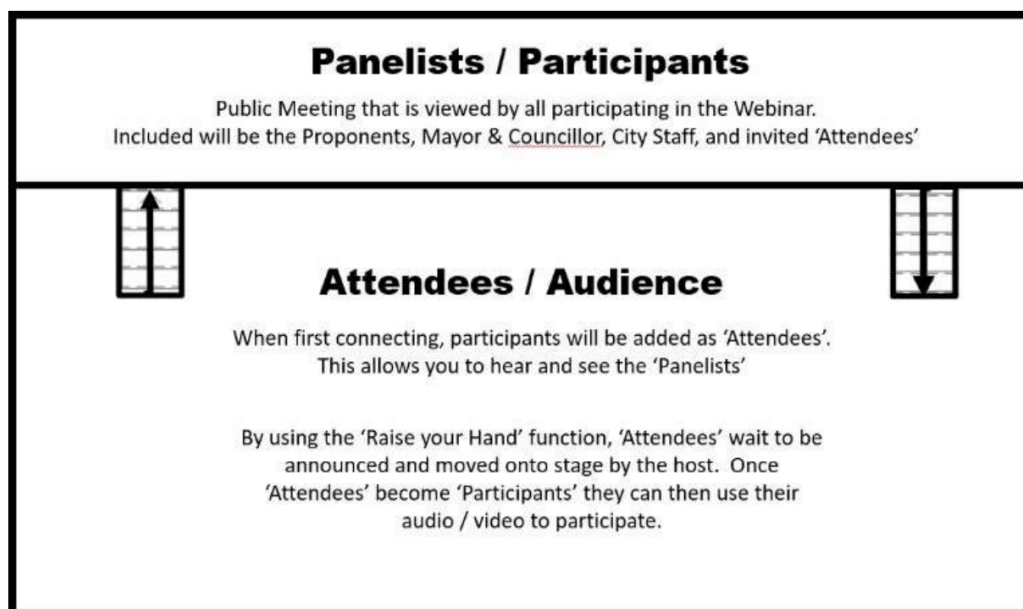 Panelists / Participants
Public Meeting that is viewed by all participating in the Webinar.
Included will be the Proponents, Mayor & Councillor, City Staff, and invited ‘Attendees’
Attendees / Audience
When first connecting, participants will be added as ‘Attendees’.
This allows you to hear and see the ‘Panelists’
By using the ‘Raise your Hand’ function, ‘Attendees’ wait to be
announced and moved onto stage by the host.  Once
‘Attendees’ become ‘Participants’ they can then use their
audio / video to participate.